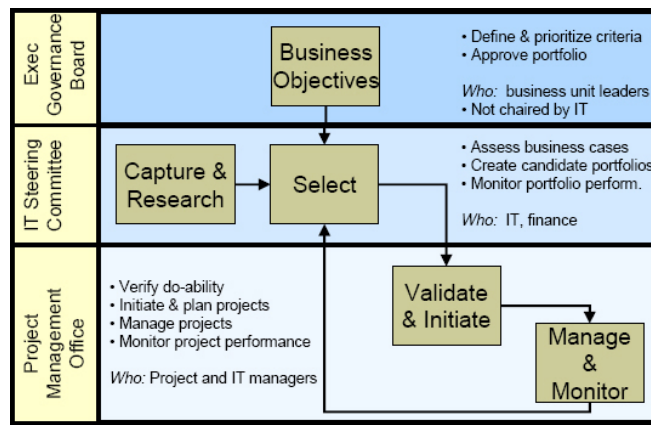 Exec
Governance
Board
Business
Objectives
• Define & prioritize criteria
• Approve portfolio
Who: business unit leaders
• Not chaired by IT
IT Steering
Committee
Capture &
Research
Select
• Assess business cases
• Create candidate portfolios
• Monitor portfolio perform.
Who: IT, finance
Project
Management
Office
• Verify do-ability
• Initiate & plan projects
• Manage projects
• Monitor project performance
Who: Project and IT managers
Validate
& Initiate
Manage
&
Monitor